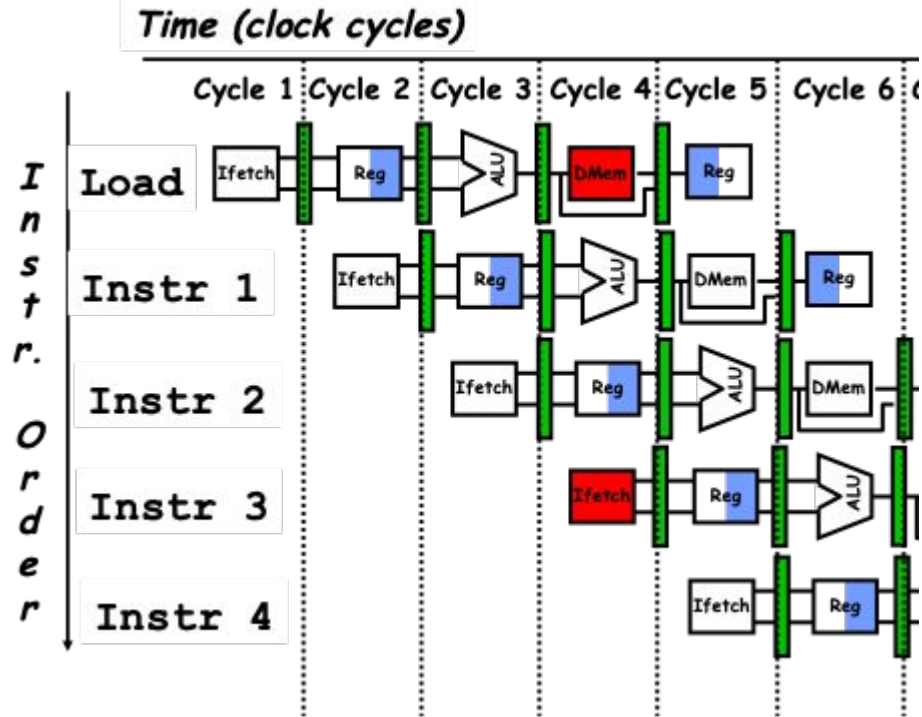 Time (clock cycles)
Cycle 1 Cycle 2 Cycle 3 Cycle 4 Cycle 5 Cycle 6
Instr. Order
Load Ifetch Reg ALU DMem Reg
Instr 1 Ifetch Reg ALU DMem Reg
Instr 2 Ifetch Reg ALU DMem
Instr 3 Ifetch Reg ALU
Instr 4 Ifetch Reg